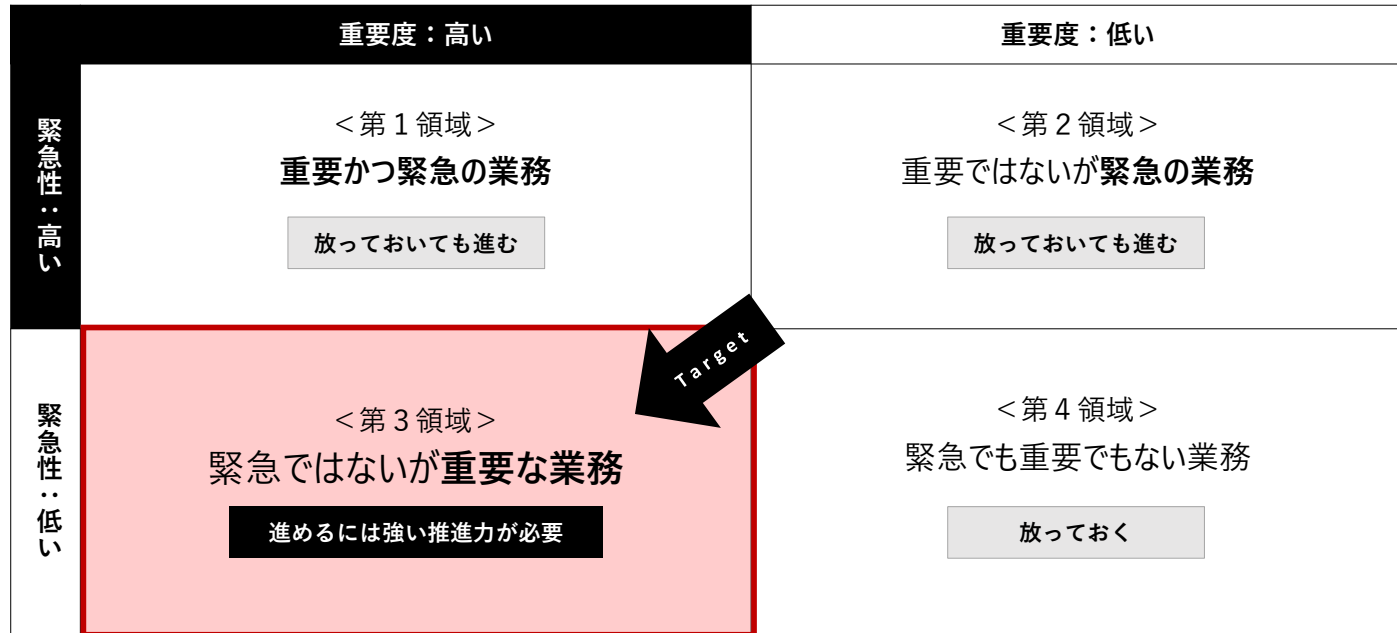 重要度：高い
重要度：低い
緊急性：高い
＜第１領域＞
重要かつ緊急の業務
放っておいても進む
＜第２領域＞
重要ではないが緊急の業務
放っておいても進む
緊急性：低い
＜第３領域＞
緊急ではないが重要な業務
進めるには強い推進力が必要
Target
＜第４領域＞
緊急でも重要でもない業務
放っておく